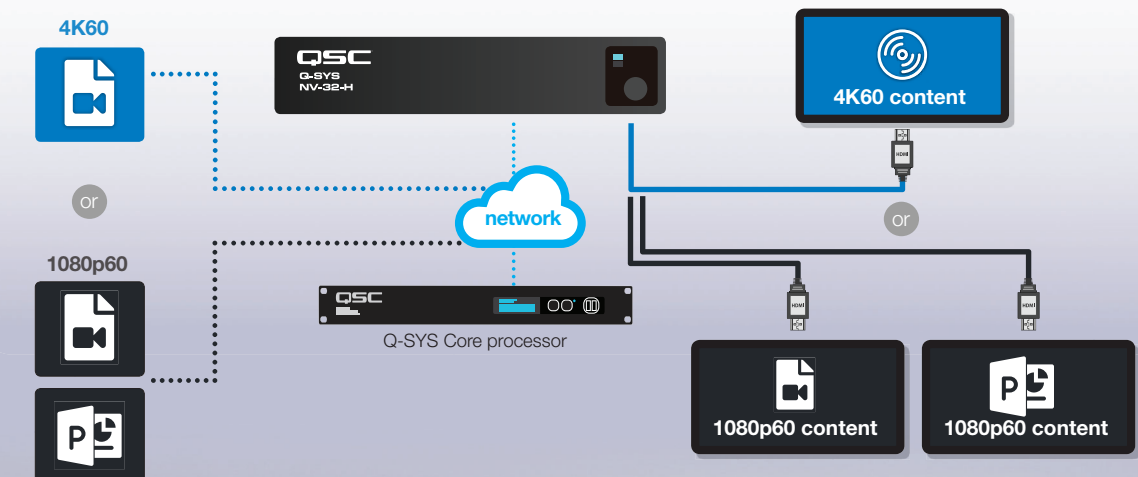 4K60
or
1080p60
P
QSC
Q-SYS
NV-32-H
network
QSC
Q-SYS Core processor
4K60 content
HDMI
or
HDMI
HDMI
1080p60 content
P
1080p60 content